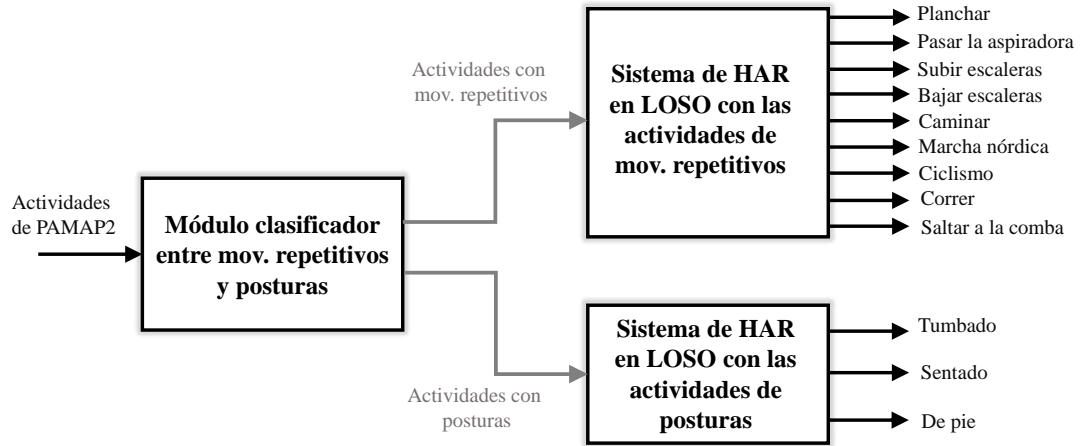 Actividades
de PAMAP2
Módulo clasificador
entre mov. repetitivos
y posturas
Actividades con
mov. repetitivos
Sistema de HAR
en LOSO con las
actividades de
mov. repetitivos
Planchar
Pasar la aspiradora
Subir escaleras
Bajar escaleras
Caminar
Marcha nórdica
Ciclismo
Correr
Saltar a la comba
Actividades con
posturas
Sistema de HAR
en LOSO con las
actividades de
posturas
Tumbado
Sentado
De pie